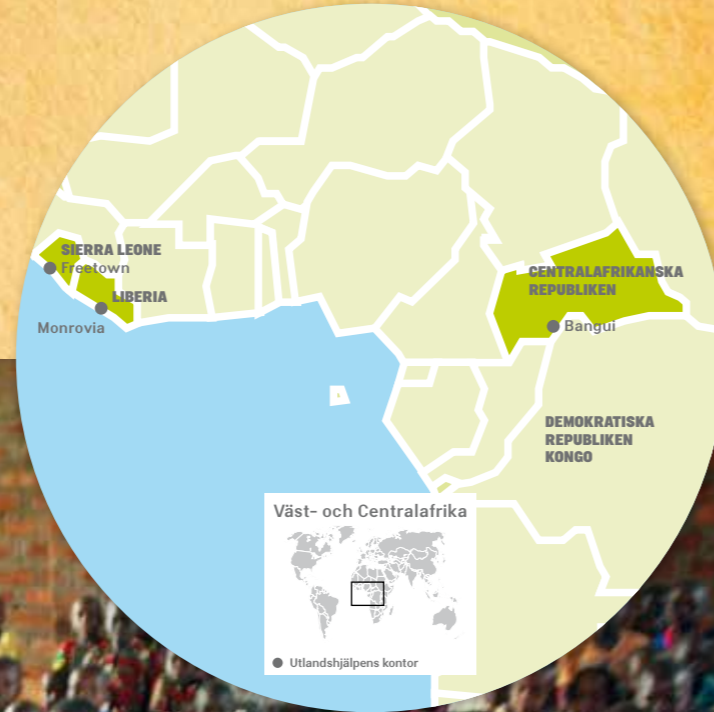 SIERRA LEONE
Freetown
LIBERIA
Monrovia
CENTRALAFRIKANSKA
REPUBLIKEN
Bangui
DEMOKRATISKA
REPUBLIKEN
KONGO
Väst- och Centralafrika
Utlandshjälpens kontor